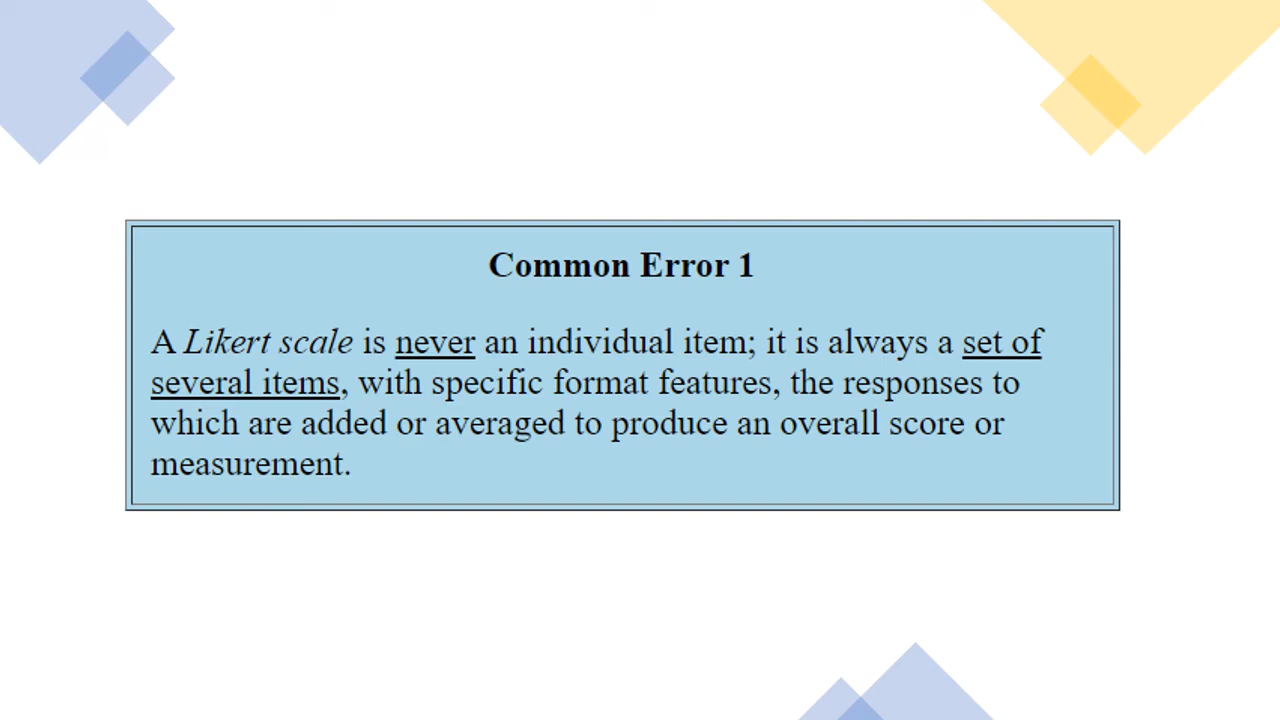 Common Error 1
A Likert scale is never an individual item; it is always a set of
several items, with specific format features, the responses to
which are added or averaged to produce an overall score or
measurement.